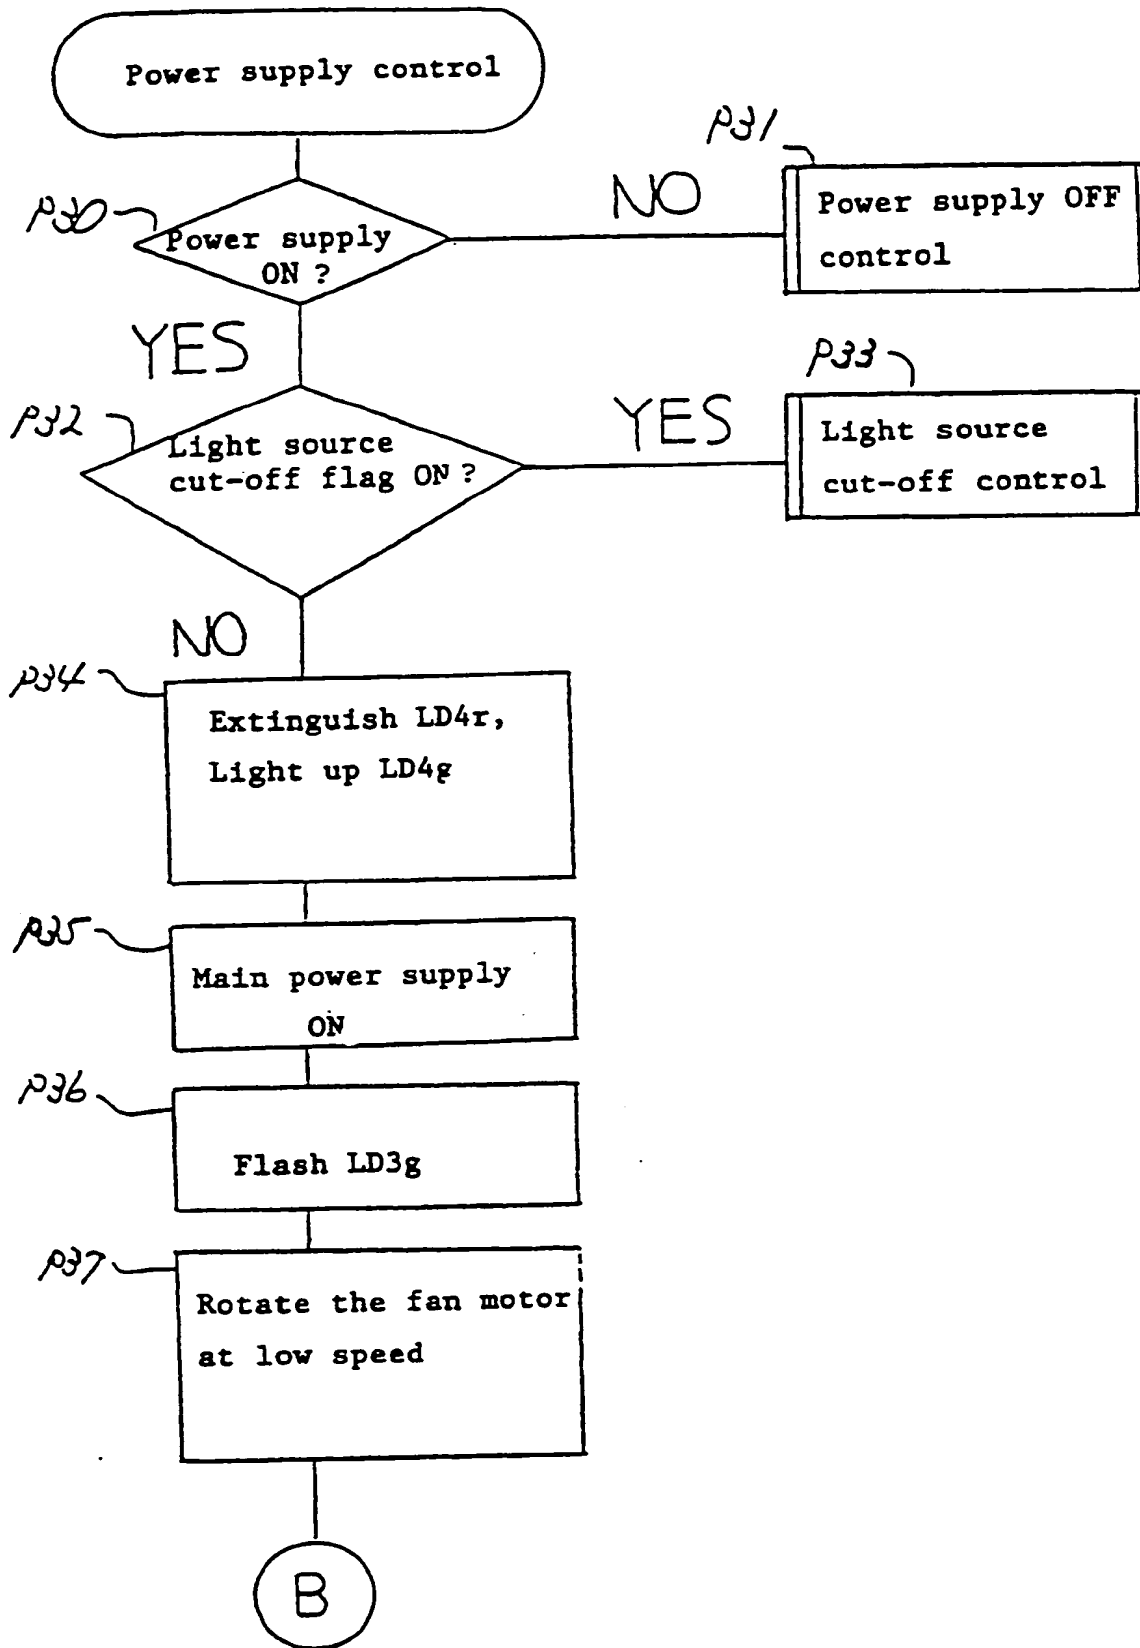 Power supply control
P30
Power supply
ON ?
NO
P31
Power supply OFF
control
YES
P32
Light source
cut-off flag ON ?
YES
P33
Light source
cut-off control
NO
P34
Extinguish LD4r,
Light up LD4g
P35
Main power supply
ON
P36
Flash LD3g
P37
Rotate the fan motor
at low speed
B